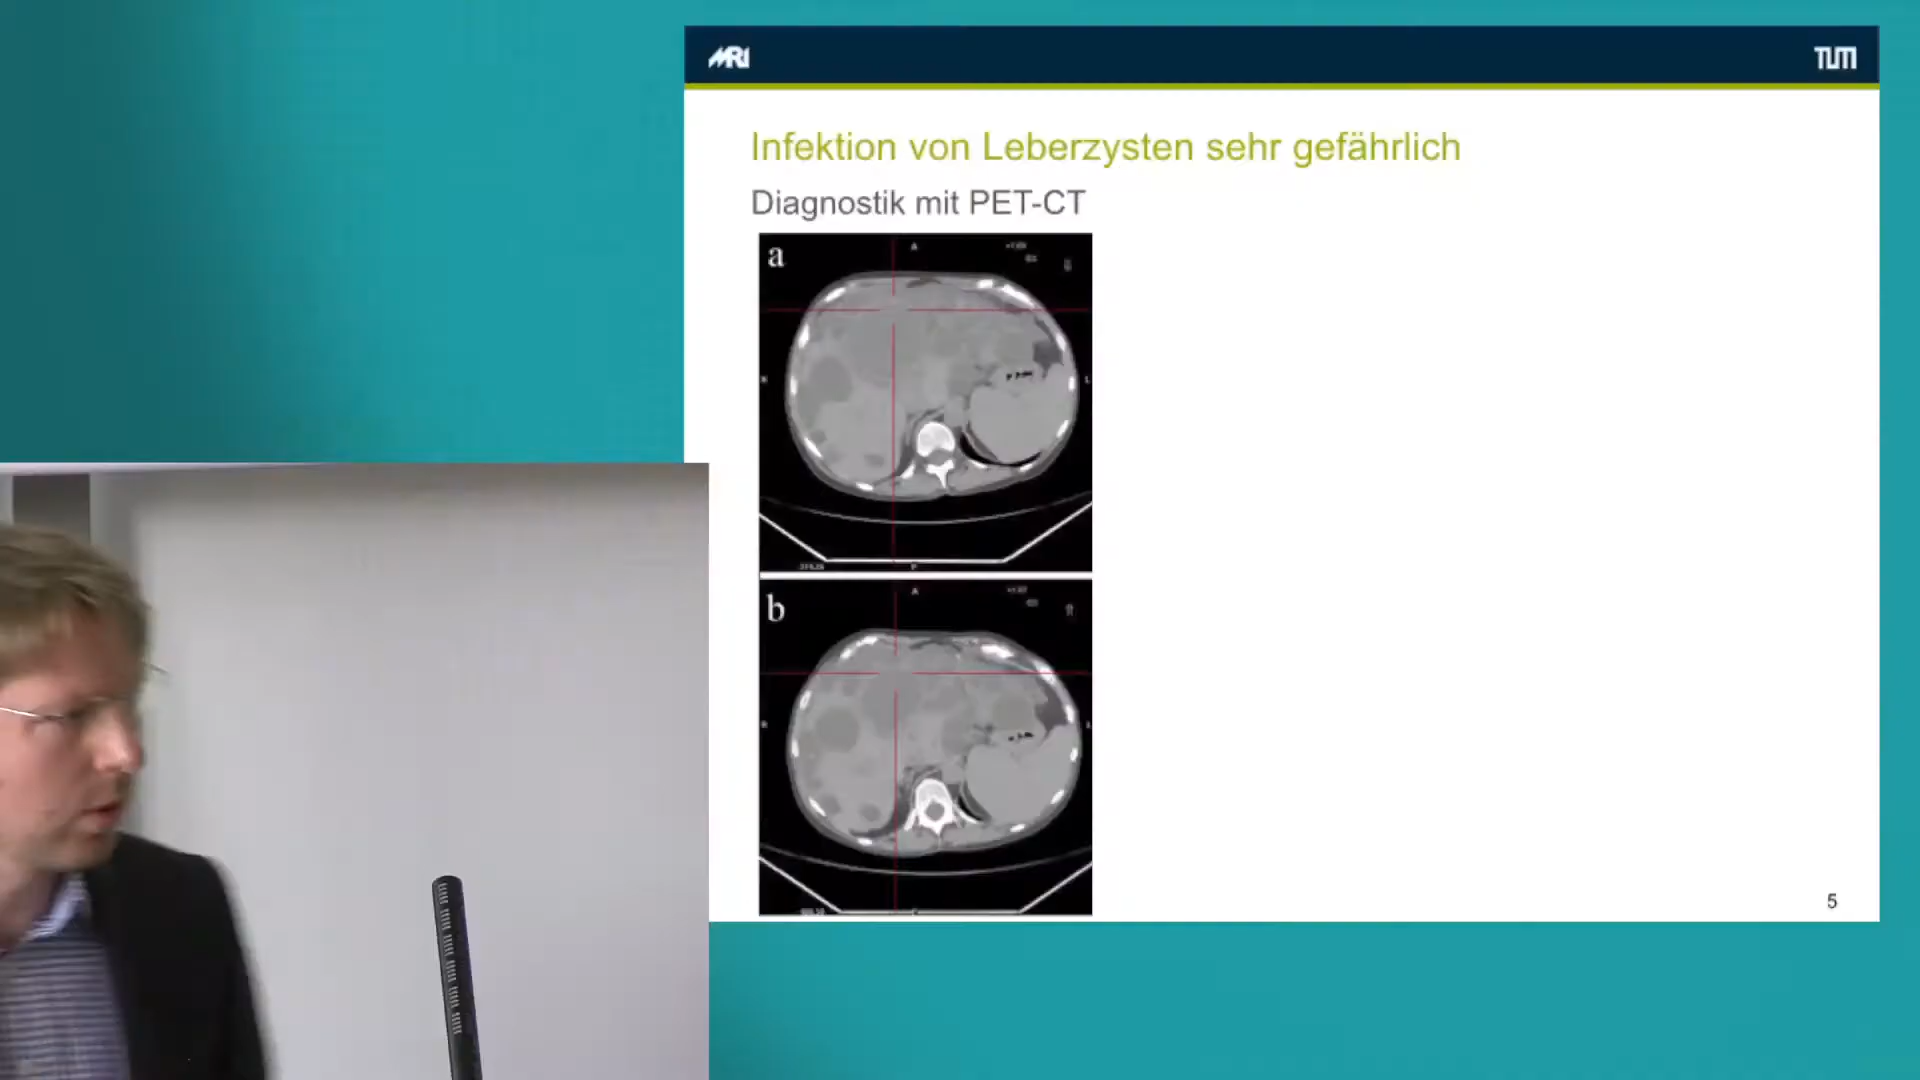 MRI
TUM
Infektion von Leberzysten sehr gefährlich
Diagnostik mit PET-CT
a
A
L
b
A
5